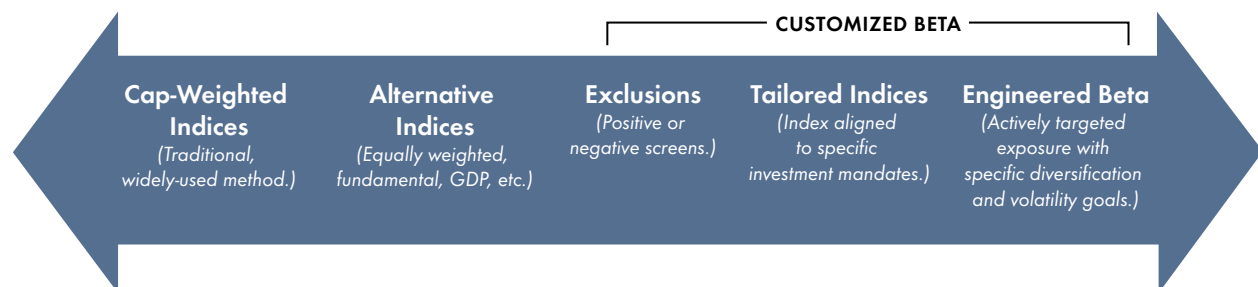 CUSTOMIZED BETA
Cap-Weighted
Indices
(Traditional,
widely-used method.)
Alternative
Indices
(Equally weighted,
fundamental, GDP, etc.)
Exclusions
(Positive or
negative screens.)
Tailored Indices
(Index aligned
to specific
investment mandates.)
Engineered Beta
(Actively targeted
exposure with
specific diversification
and volatility goals.)